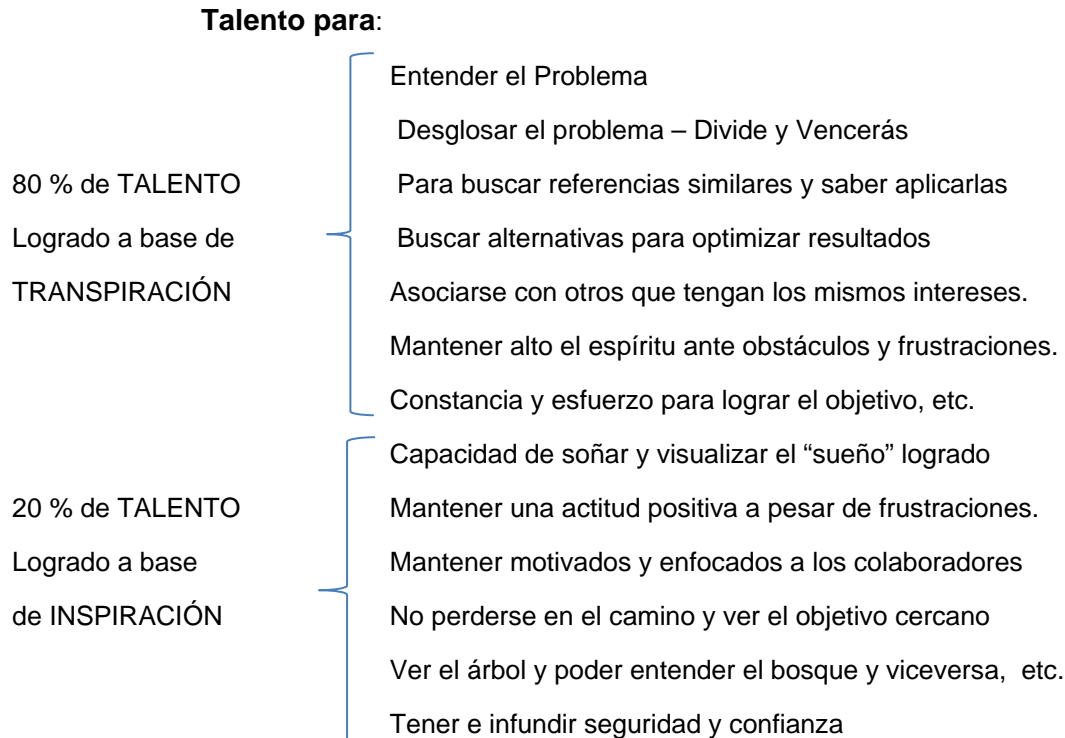 Talento para:
Entender el Problema
Desglosar el problema – Divide y Vencerás
80 % de TALENTO Para buscar referencias similares y saber aplicarlas
Logrado a base de Buscar alternativas para optimizar resultados
TRANSPIRACIÓN Asociarse con otros que tengan los mismos intereses.
Mantener alto el espíritu ante obstáculos y frustraciones.
Constancia y esfuerzo para lograr el objetivo, etc.
Capacidad de soñar y visualizar el “sueño” logrado
20 % de TALENTO Mantener una actitud positiva a pesar de frustraciones.
Logrado a base Mantener motivados y enfocados a los colaboradores
de INSPIRACIÓN No perderse en el camino y ver el objetivo cercano
Ver el árbol y poder entender el bosque y viceversa, etc.
Tener e infundir seguridad y confianza